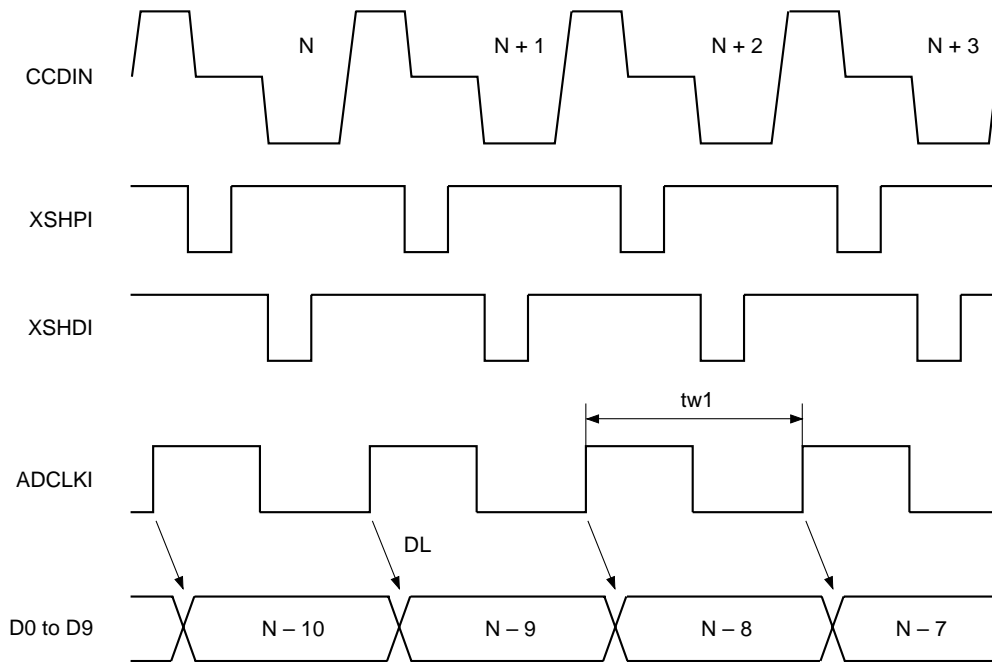 N N + 1 N + 2 N + 3
CCDIN
XSHPI
XSHDI
tw1
ADCLKI
DL
D0 to D9 N – 10 N – 9 N – 8 N – 7